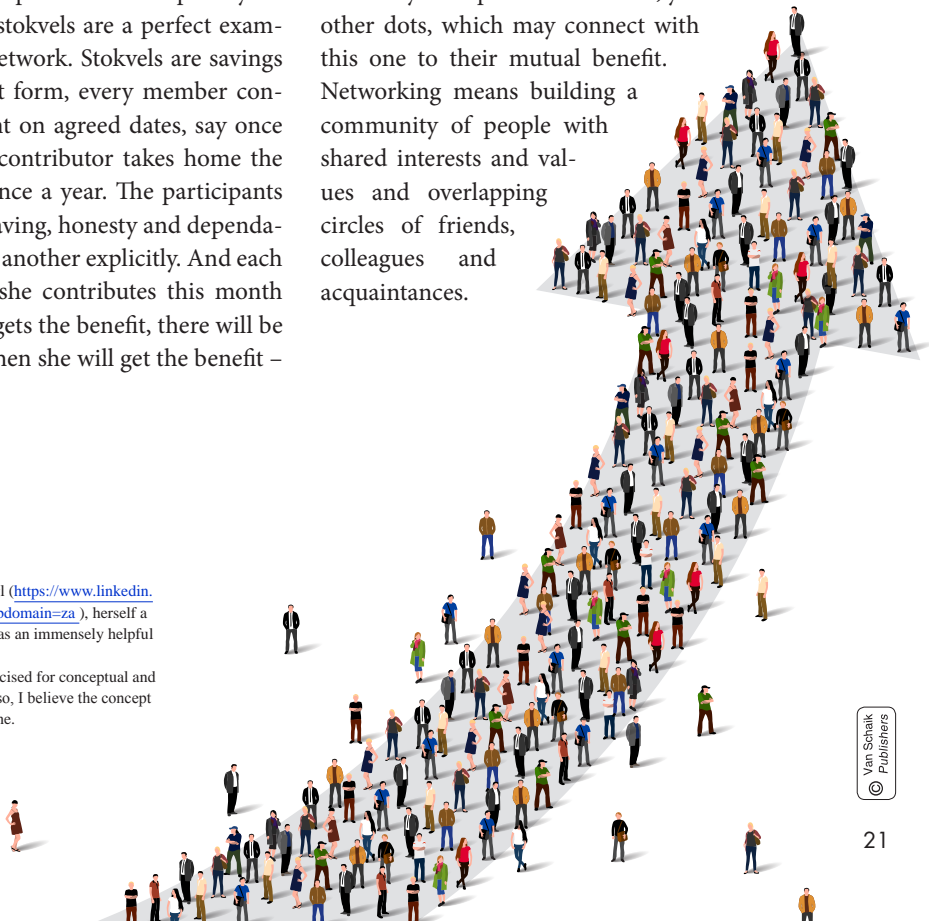 stokvels are a perfect exam-
etwork. Stokvels are savings
t form, every member con-
nt on agreed dates, say once
contributor takes home the
nce a year. The participants
aving, honesty and dependa-
another explicitly. And each
she contributes this month
gets the benefit, there will be
hen she will get the benefit –
other dots, which may connect with
this one to their mutual benefit.
Networking means building a
community of people with
shared interests and val-
ues and overlapping
circles of friends,
colleagues and
acquaintances.
l (https://www.linkedin.
odomain=za ), herself a
as an immensely helpful
cised for conceptual and
so, I believe the concept
ne.
© Van Schaik
Publishers
21